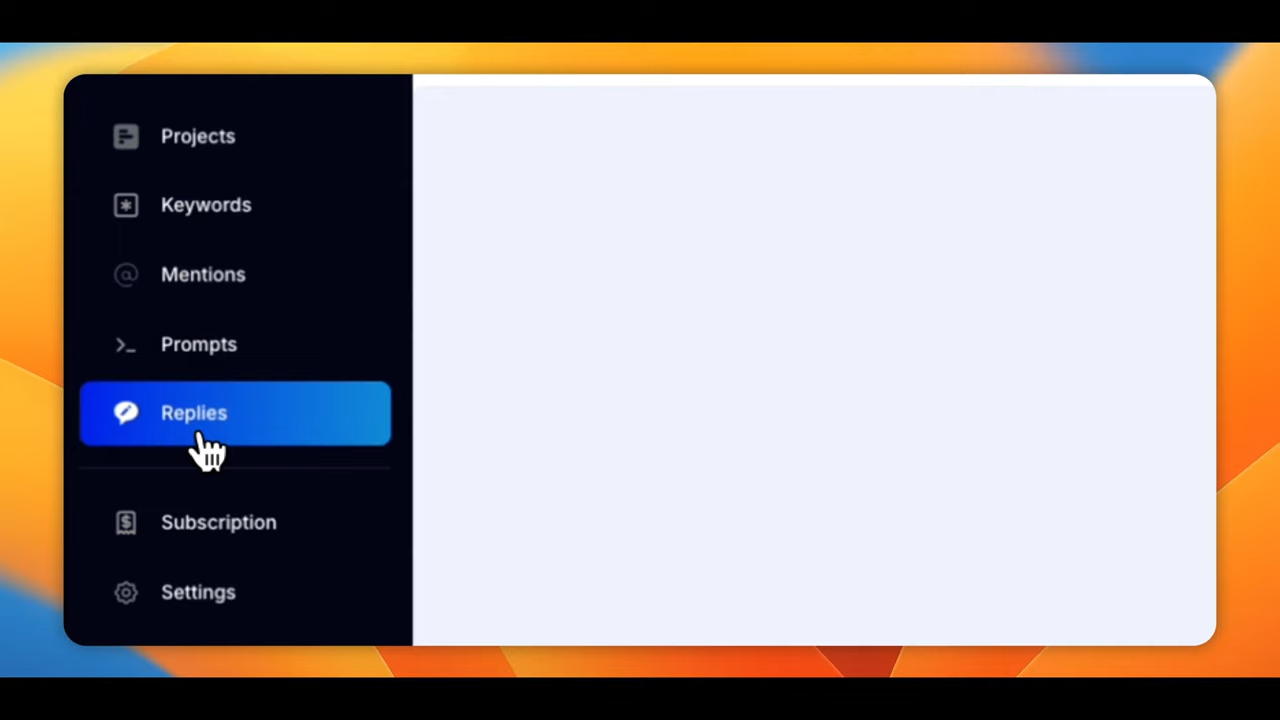 Projects
Keywords
Mentions
Prompts
Replies
Subscription
Settings